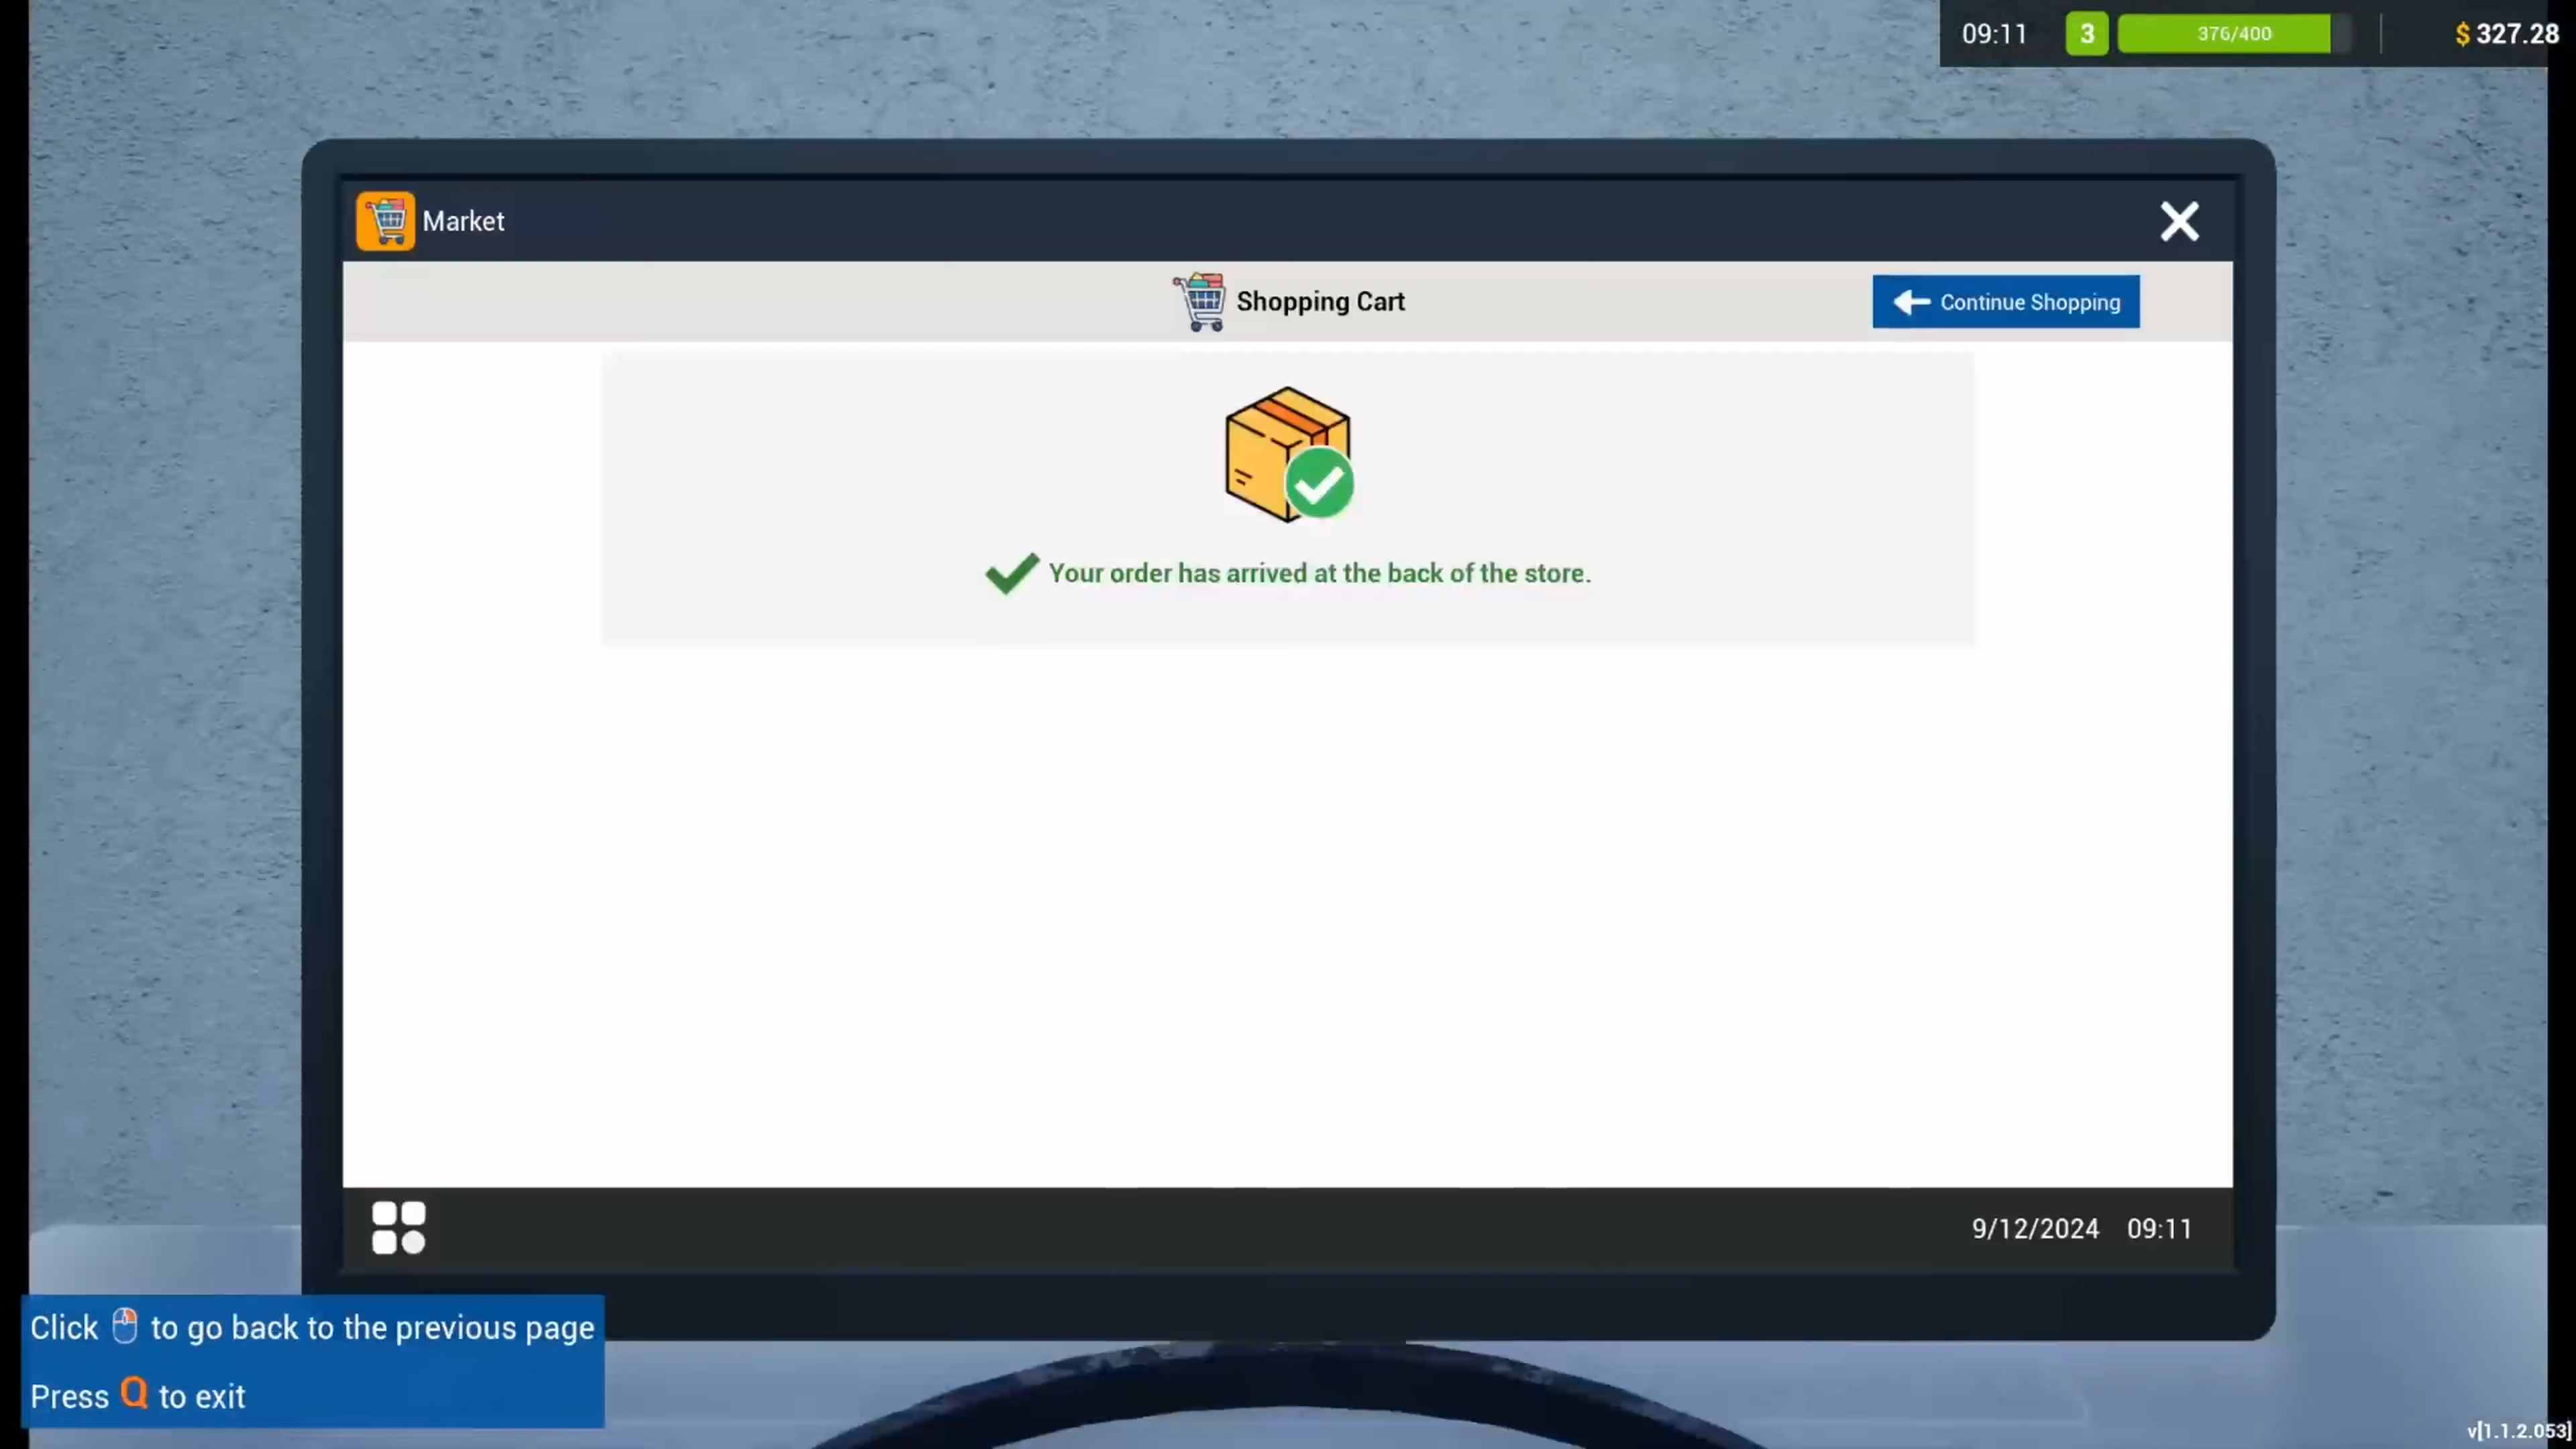 09:11 3 376/400 $ 327.28
Market
Shopping Cart
Continue Shopping
Your order has arrived at the back of the store.
9/12/2024 09:11
Click to go back to the previous page
Press Q to exit
v[1.1.2.053]